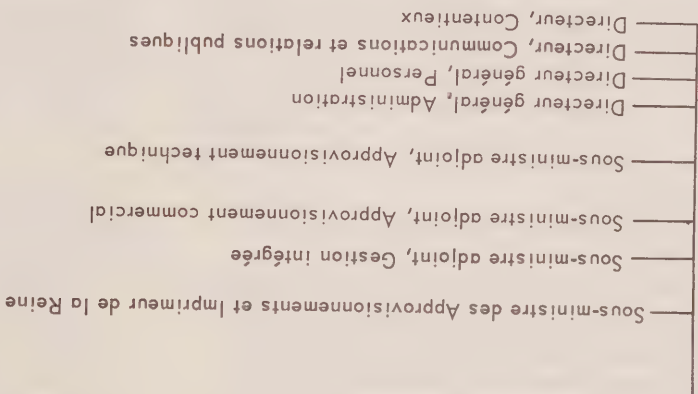 Sous-ministre des Approvisionnements et Imprimeur de la Reine
Sous-ministre adjoint, Gestion intégrée
Sous-ministre adjoint, Approvisionnement commercial
Sous-ministre adjoint, Approvisionnement technique
Directeur général, Administration
Directeur général, Personnel
Directeur, Communications et relations publiques
Directeur, Contentieux